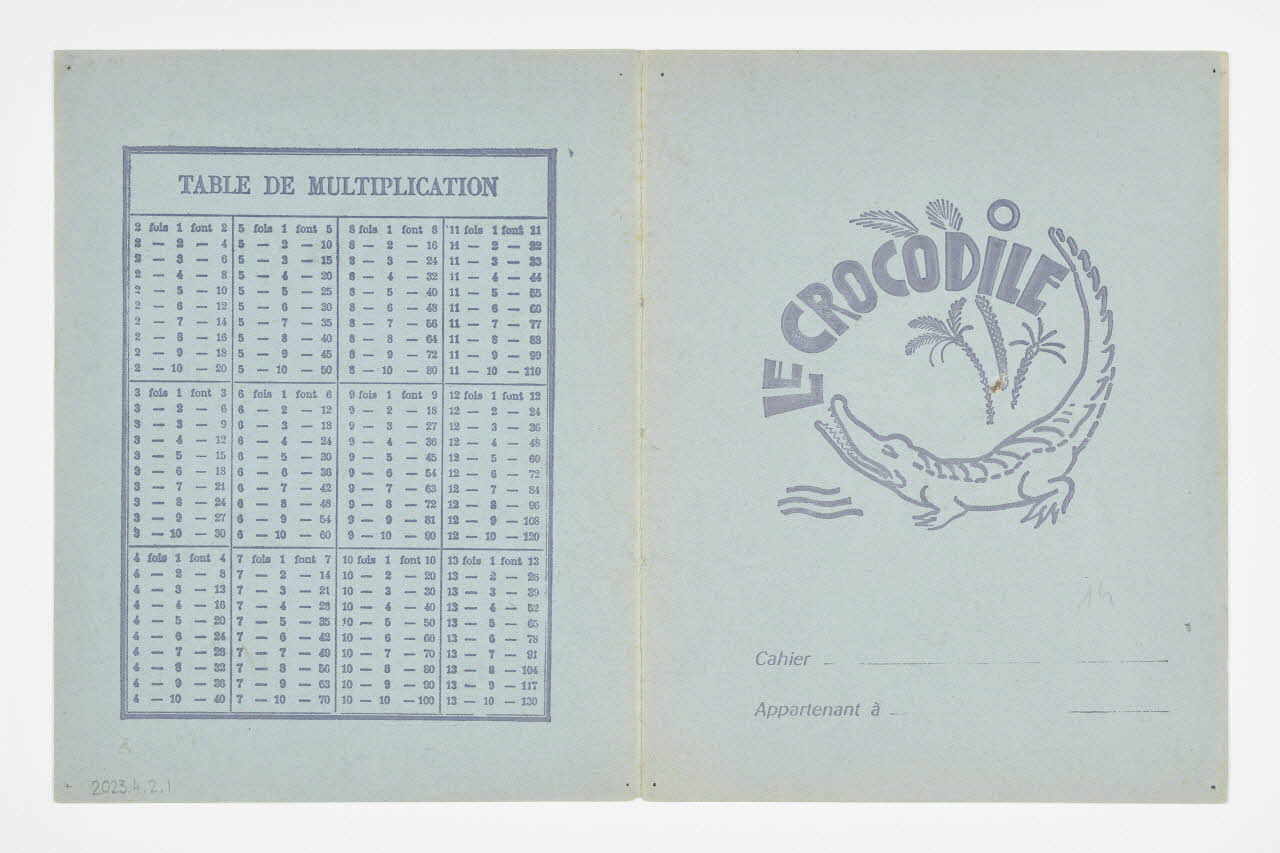 TABLE DE MULTIPLICATION
2 fois 1 font 2 5 fois 1 font 5 8 fois 1 font 8 11 fois 1 font 11
2 — 2 — 4 5 — 2 — 10 8 — 2 — 16 11 — 2 — 22
2 — 3 — 6 5 — 3 — 15 8 — 3 — 24 11 — 3 — 33
2 — 4 — 8 5 — 4 — 20 8 — 4 — 32 11 — 4 — 44
2 — 5 — 10 5 — 5 — 25 8 — 5 — 40 11 — 5 — 55
2 — 6 — 12 5 — 6 — 30 8 — 6 — 48 11 — 6 — 66
2 — 7 — 14 5 — 7 — 35 8 — 7 — 56 11 — 7 — 77
2 — 8 — 16 5 — 8 — 40 8 — 8 — 64 11 — 8 — 88
2 — 9 — 18 5 — 9 — 45 8 — 9 — 72 11 — 9 — 99
2 — 10 — 20 5 — 10 — 50 8 — 10 — 80 11 — 10 — 110
3 fois 1 font 3 6 fois 1 font 6 9 fois 1 font 9 12 fois 1 font 12
3 — 2 — 6 6 — 2 — 12 9 — 2 — 18 12 — 2 — 24
3 — 3 — 9 6 — 3 — 18 9 — 3 — 27 12 — 3 — 36
3 — 4 — 12 6 — 4 — 24 9 — 4 — 36 12 — 4 — 48
3 — 5 — 15 6 — 5 — 30 9 — 5 — 45 12 — 5 — 60
3 — 6 — 18 6 — 6 — 36 9 — 6 — 54 12 — 6 — 72
3 — 7 — 21 6 — 7 — 42 9 — 7 — 63 12 — 7 — 84
3 — 8 — 24 6 — 8 — 48 9 — 8 — 72 12 — 8 — 96
3 — 9 — 27 6 — 9 — 54 9 — 9 — 81 12 — 9 — 108
3 — 10 — 30 6 — 10 — 60 9 — 10 — 90 12 — 10 — 120
4 fois 1 font 4 7 fois 1 font 7 10 fois 1 font 10 13 fois 1 font 13
4 — 2 — 8 7 — 2 — 14 10 — 2 — 20 13 — 2 — 26
4 — 3 — 12 7 — 3 — 21 10 — 3 — 30 13 — 3 — 39
4 — 4 — 16 7 — 4 — 28 10 — 4 — 40 13 — 4 — 52
4 — 5 — 20 7 — 5 — 35 10 — 5 — 50 13 — 5 — 65
4 — 6 — 24 7 — 6 — 42 10 — 6 — 60 13 — 6 — 78
4 — 7 — 28 7 — 7 — 49 10 — 7 — 70 13 — 7 — 91
4 — 8 — 32 7 — 8 — 56 10 — 8 — 80 13 — 8 — 104
4 — 9 — 36 7 — 9 — 63 10 — 9 — 90 13 — 9 — 117
4 — 10 — 40 7 — 10 — 70 10 — 10 — 100 13 — 10 — 130
2023.4.2.1
LE CROCODILE
Cahier
Appartenant à